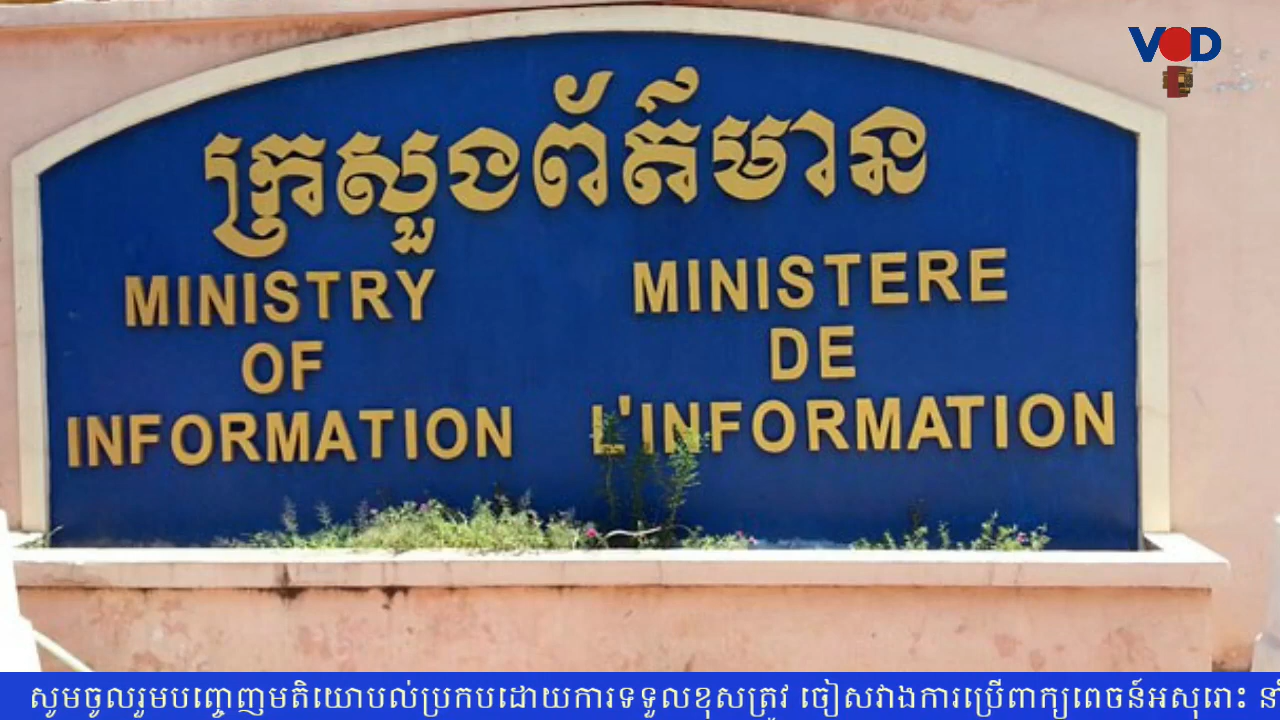 VOD
ក្រសួងព័ត៌មាន
MINISTRY
OF
INFORMATION
MINISTERE
DE
L'INFORMATION
សូមចូលរួមបញ្ចេញមតិយោបល់ប្រកបដោយការទទួលខុសត្រូវ ចៀសវាងការប្រើពាក្យពេចន៍អសុរោះ នាំ